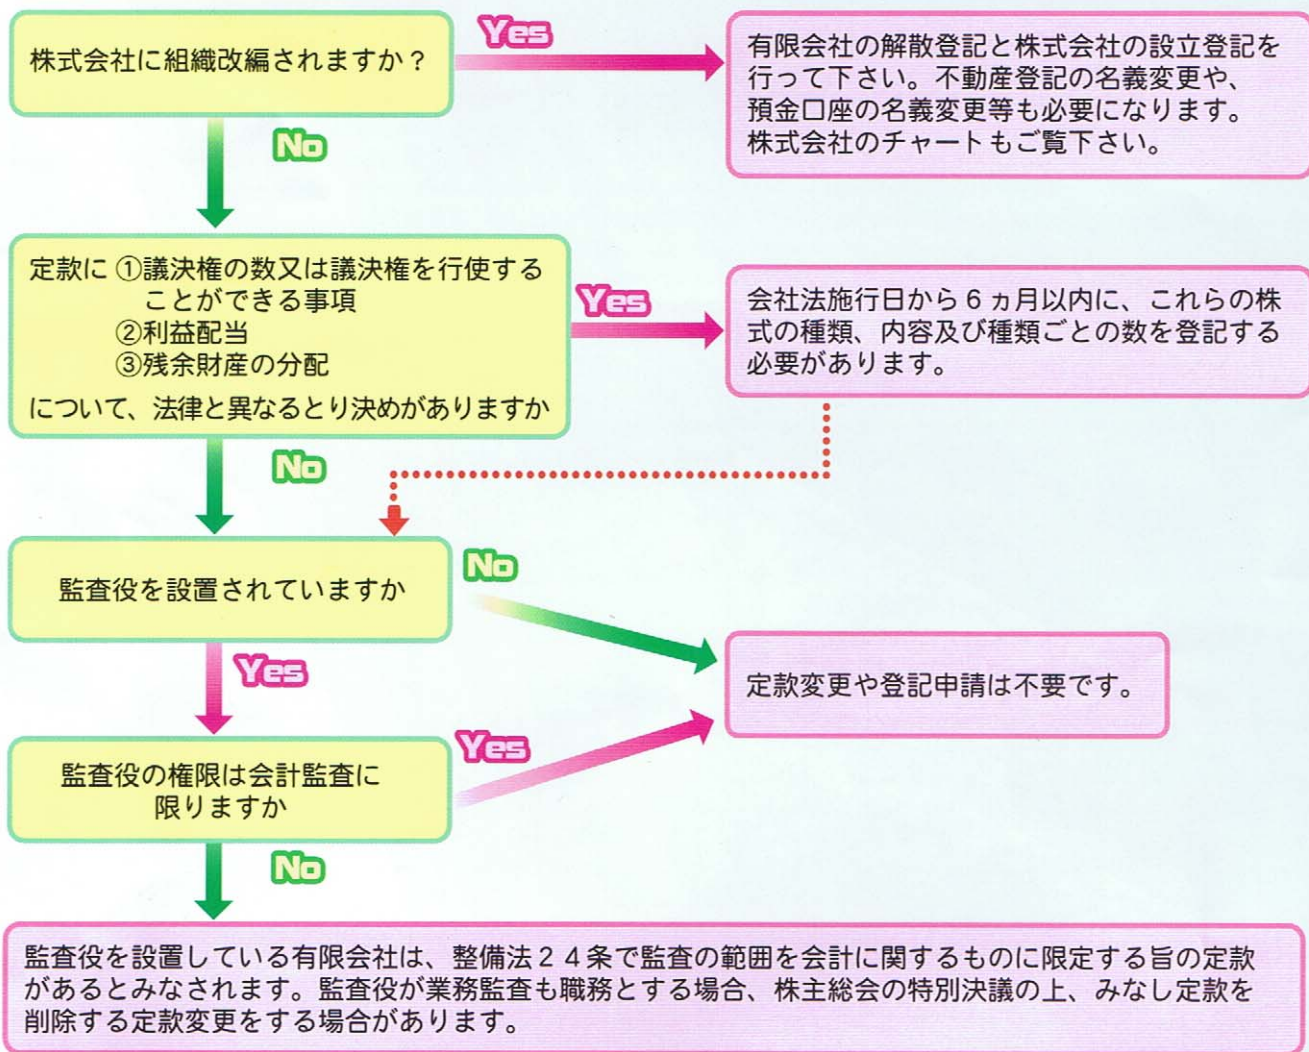 株式会社に組織改編されますか？
Yes
有限会社の解散登記と株式会社の設立登記を
行って下さい。不動産登記の名義変更や、
預金口座の名義変更等も必要になります。
株式会社のチャートもご覧下さい。
No
定款に ①議決権の数又は議決権を行使する
ことができる事項
②利益配当
③残余財産の分配
について、法律と異なるとり決めがありますか
Yes
会社法施行日から６ヵ月以内に、これらの株
式の種類、内容及び種類ごとの数を登記する
必要があります。
No
監査役を設置されていますか
No
定款変更や登記申請は不要です。
Yes
監査役の権限は会計監査に
限りますか
Yes
No
監査役を設置している有限会社は、整備法２４条で監査の範囲を会計に関するものに限定する旨の定款
があるとみなされます。監査役が業務監査も職務とする場合、株主総会の特別決議の上、みなし定款を
削除する定款変更をする場合があります。